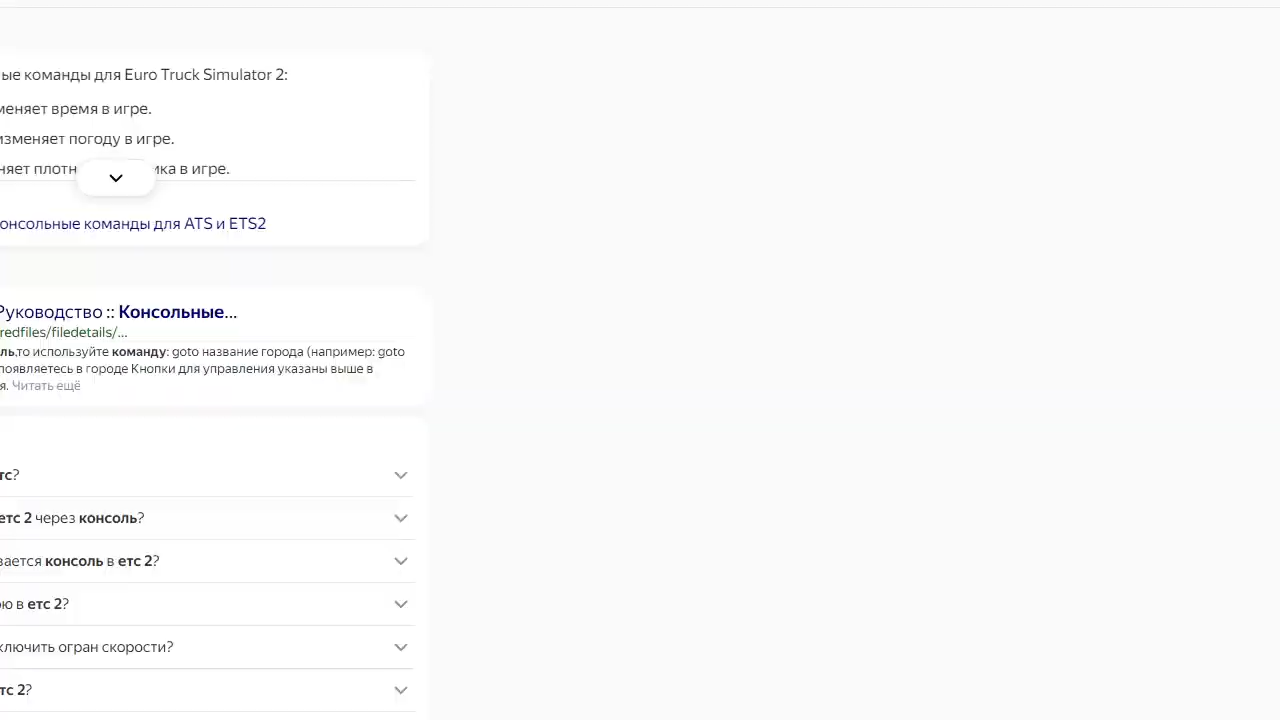 ые команды для Euro Truck Simulator 2:
меняет время в игре.
изменяет погоду в игре.
няет плотн ика в игре.
онсольные команды для ATS и ETS2
Руководство :: Консольные...
redfiles/filedetails/...
ль,то используйте команду: goto название города (например: goto
появляетесь в городе Кнопки для управления указаны выше в
я. Читать ещё
тс?
етс 2 через консоль?
вается консоль в етс 2?
ою в етс 2?
ключить огран скорости?
тс 2?